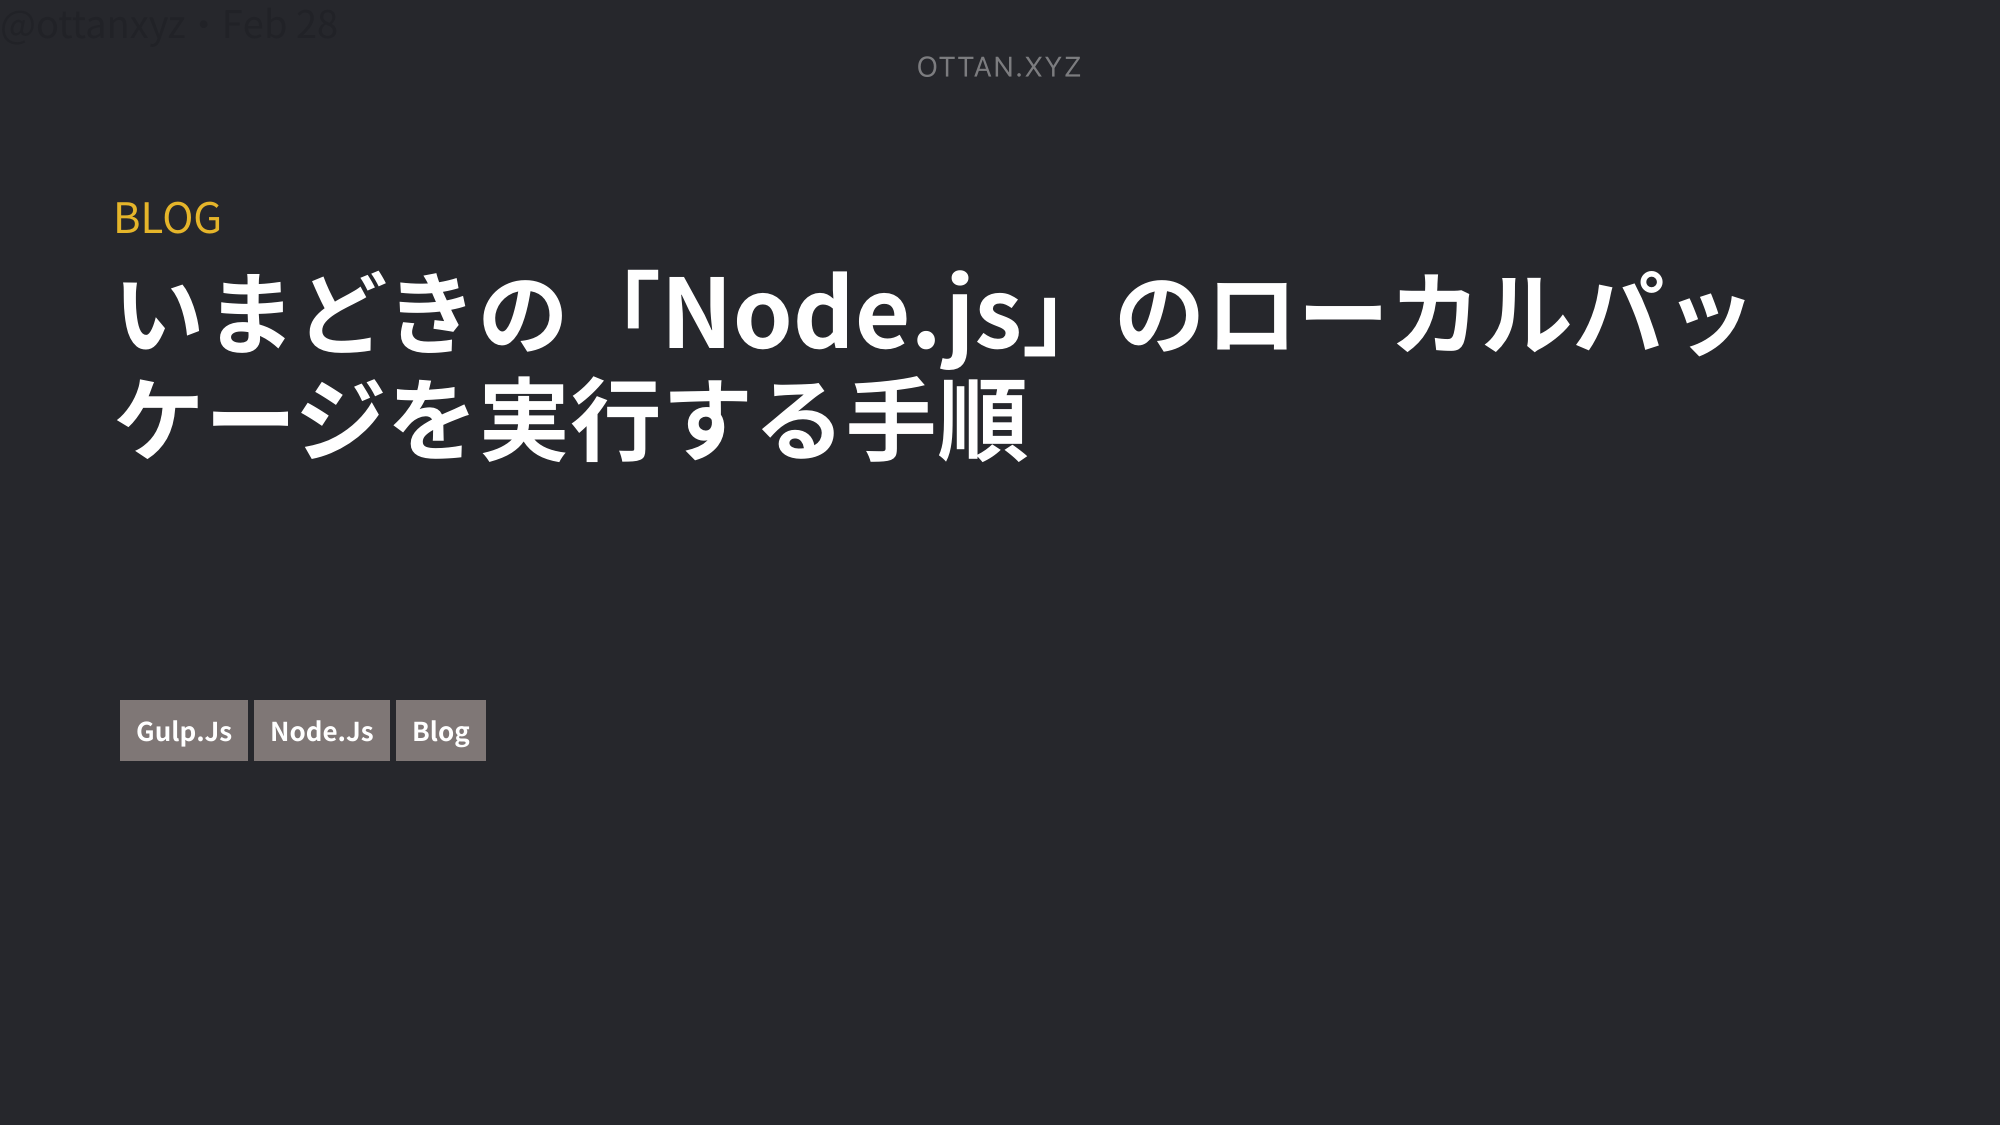 @ottanxyz・Feb 28
OTTAN.XYZ
BLOG
いまどきの「Node.js」のローカルパッ
ケージを実行する手順
Gulp.Js Node.Js Blog